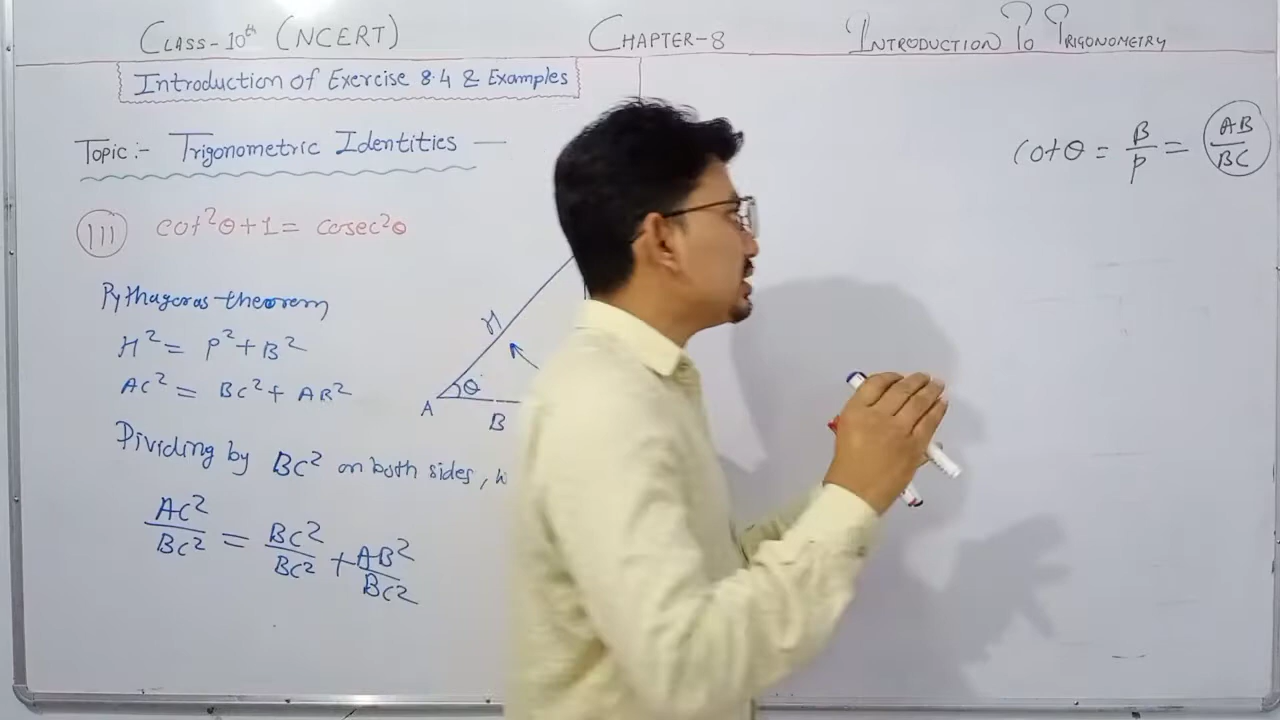 CLASS-10th (NCERT) CHAPTER-8 INTRODUCTION TO TRIGONOMETRY
Introduction of Exercise 8.4 & Examples
TOPIC:- Trigonometric Identities —
III cot²θ+1= cosec²θ
Pythagoras theorem
H² = P²+B²
AC² = BC²+ AB²
Dividing by BC² on both sides, w
AC²/BC² = BC²/BC² + AB²/BC²
H
θ
A
B
cotθ = B/P = AB/BC